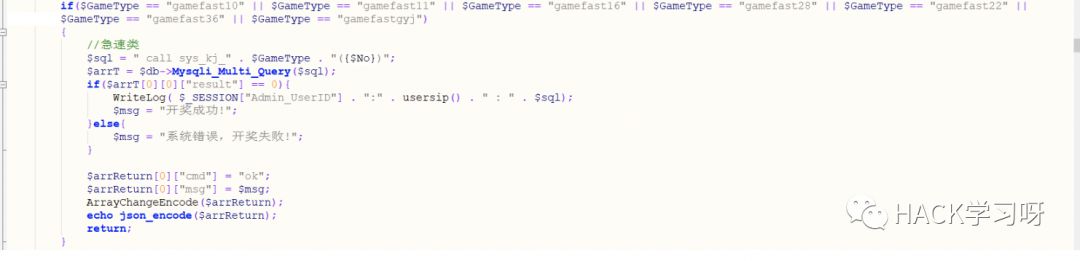 if($GameType == "gamefast10" || $GameType == "gamefast11" || $GameType == "gamefast16" || $GameType == "gamefast28" || $GameType == "gamefast22" ||
$GameType == "gamefast36" || $GameType == "gamefastgyj")
{
//急速类
$sql = " call sys_kj_" . $GameType . "({$No})";
$arrT = $db->Mysqli_Multi_Query($sql);
if($arrT[0][0]["result"] == 0){
WriteLog( $_SESSION["Admin_UserID"] . ":" . usersip() . " : " . $sql);
$msg = "开奖成功!";
}else{
$msg = "系统错误，开奖失败!";
}
$arrReturn[0]["cmd"] = "ok";
$arrReturn[0]["msg"] = $msg;
ArrayChangeEncode($arrReturn);
echo json_encode($arrReturn);
return;
}
HACK学习呀